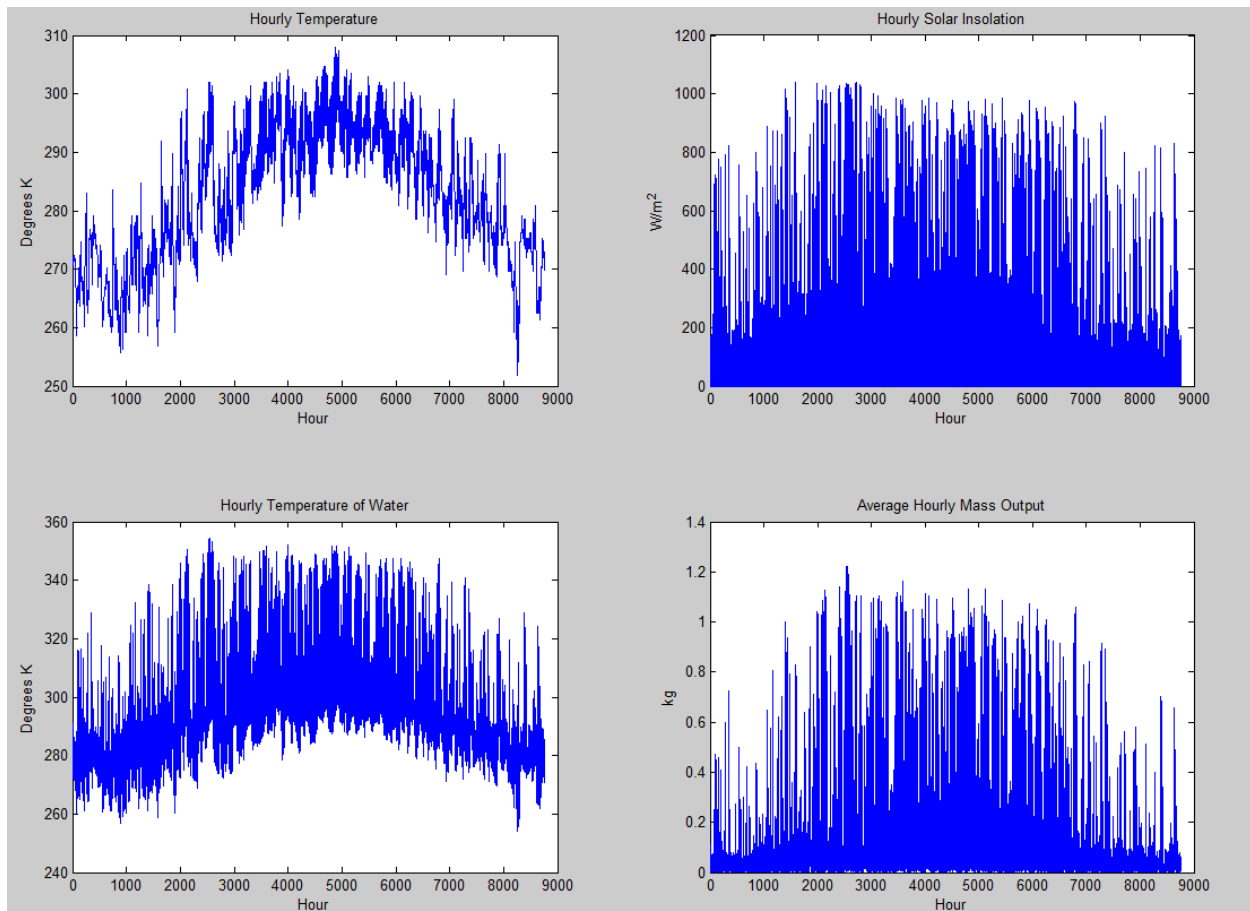 Hourly Temperature
310
300
290
280
270
260
250
Degrees K
0 1000 2000 3000 4000 5000 6000 7000 8000 9000
Hour
Hourly Solar Insolation
1200
1000
800
600
400
200
0
W/m²
0 1000 2000 3000 4000 5000 6000 7000 8000 9000
Hour
Hourly Temperature of Water
360
340
320
300
280
260
240
Degrees K
0 1000 2000 3000 4000 5000 6000 7000 8000 9000
Hour
Average Hourly Mass Output
1.4
1.2
1
0.8
0.6
0.4
0.2
0
kg
0 1000 2000 3000 4000 5000 6000 7000 8000 9000
Hour